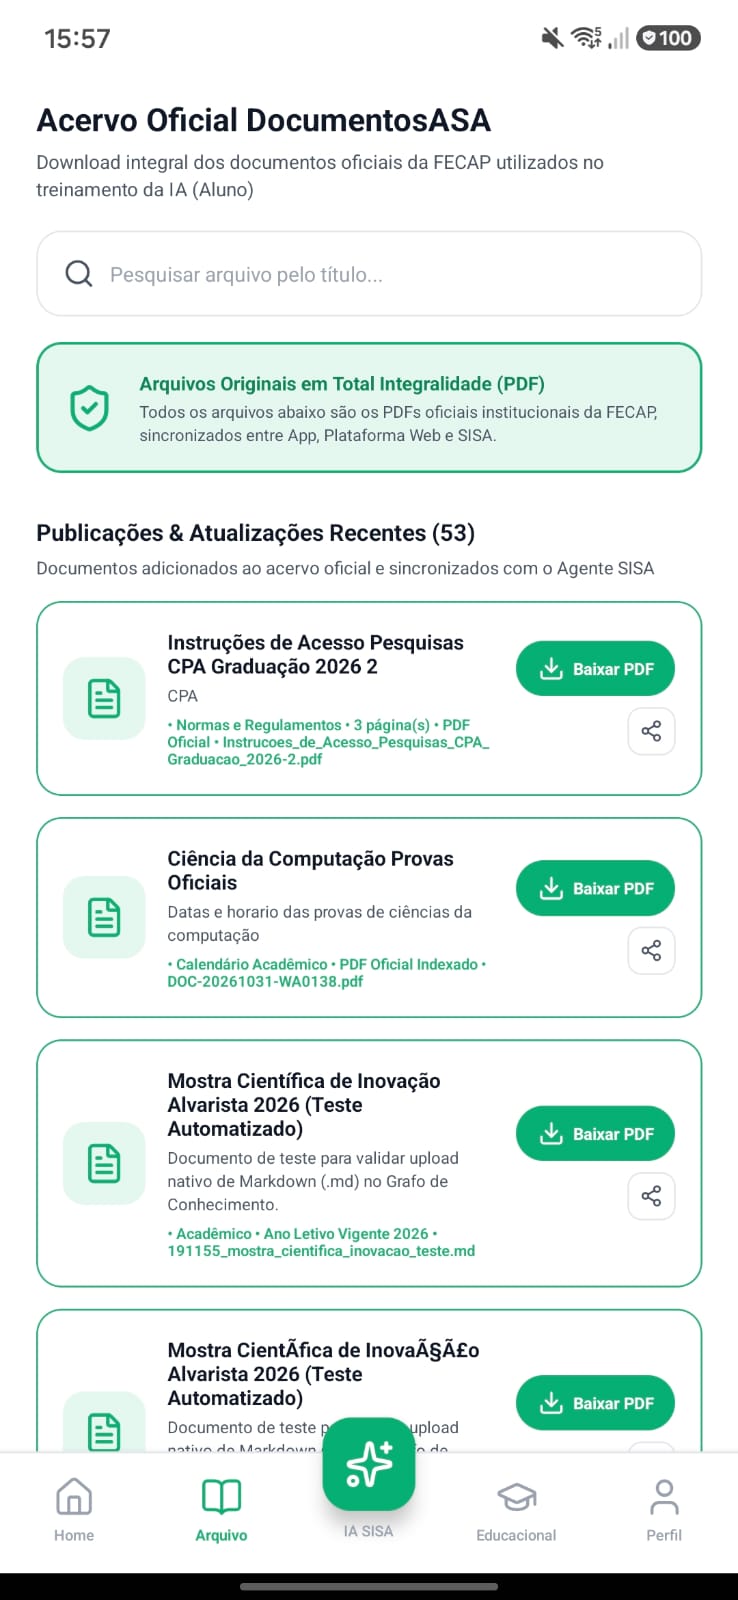 15:57
5
100
Acervo Oficial DocumentosASA
Download integral dos documentos oficiais da FECAP utilizados no
treinamento da IA (Aluno)
Pesquisar arquivo pelo título...
Arquivos Originais em Total Integralidade (PDF)
Todos os arquivos abaixo são os PDFs oficiais institucionais da FECAP,
sincronizados entre App, Plataforma Web e SISA.
Publicações & Atualizações Recentes (53)
Documentos adicionados ao acervo oficial e sincronizados com o Agente SISA
Instruções de Acesso Pesquisas
CPA Graduação 2026 2
CPA
• Normas e Regulamentos • 3 página(s) • PDF
Oficial • Instrucoes_de_Acesso_Pesquisas_CPA_
Graduacao_2026-2.pdf
Baixar PDF
Ciência da Computação Provas
Oficiais
Datas e horario das provas de ciências da
computação
• Calendário Acadêmico • PDF Oficial Indexado •
DOC-20261031-WA0138.pdf
Baixar PDF
Mostra Científica de Inovação
Alvarista 2026 (Teste
Automatizado)
Documento de teste para validar upload
nativo de Markdown (.md) no Grafo de
Conhecimento.
• Acadêmico • Ano Letivo Vigente 2026 •
191155_mostra_cientifica_inovacao_teste.md
Baixar PDF
Mostra CientÃfica de InovaÃ§Ã£o
Alvarista 2026 (Teste
Automatizado)
Documento de teste upload
nativo de Markdown de
Baixar PDF
Home
Arquivo
IA SISA
Educacional
Perfil